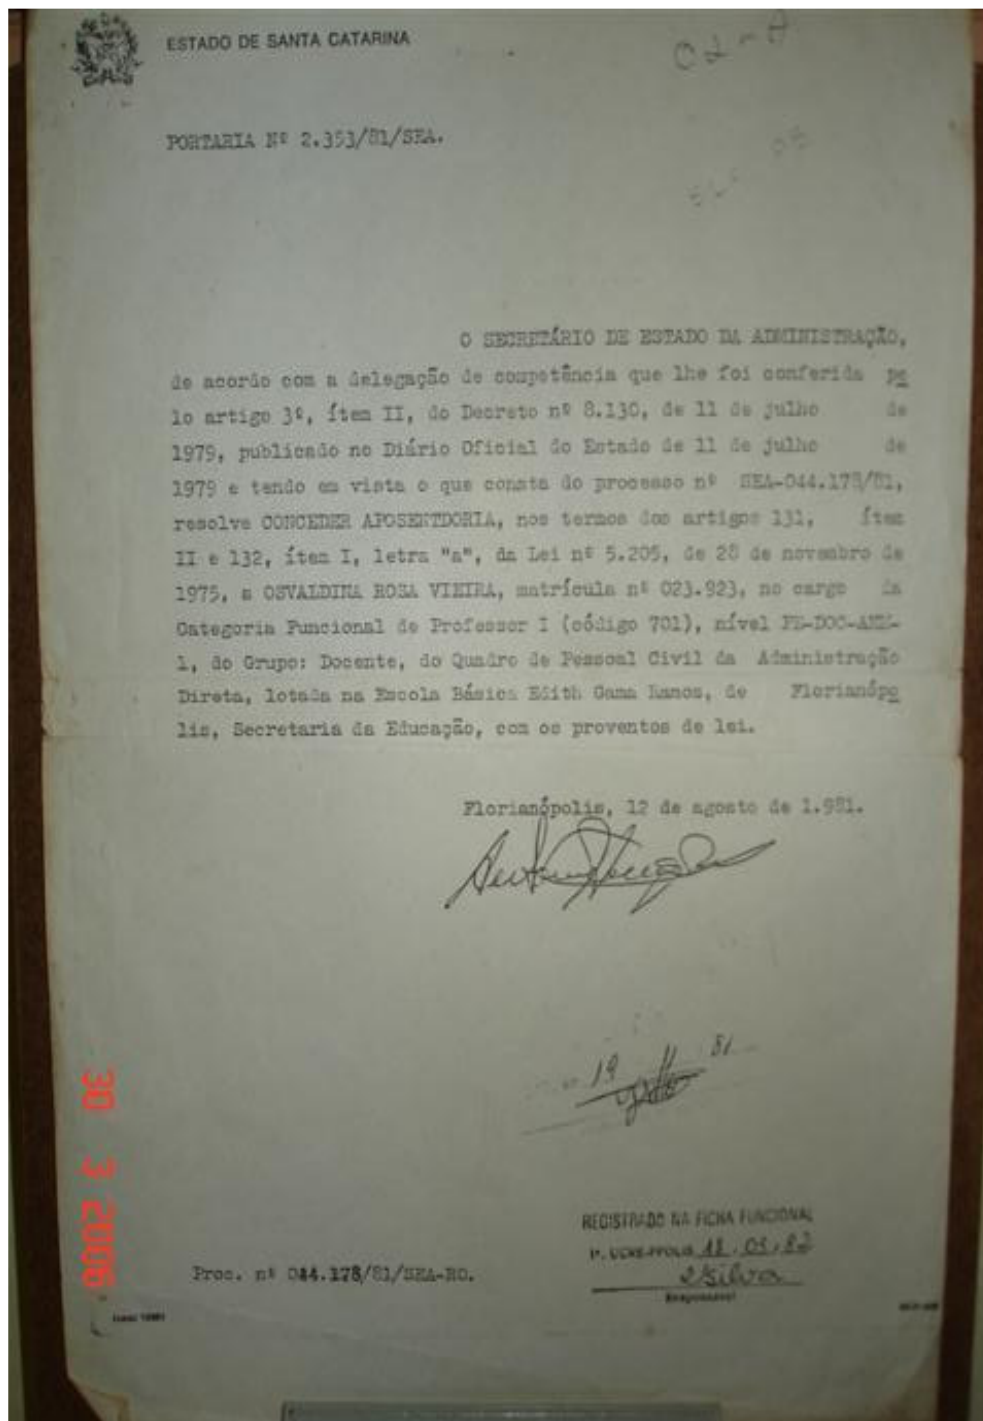 ESTADO DE SANTA CATARINA
02-A
PORTARIA Nº 2.353/81/SEA.
O SECRETÁRIO DE ESTADO DA ADMINISTRAÇÃO,
de acordo com a delegação de competência que lhe foi conferida pe
lo artigo 3º, ítem II, do Decreto nº 8.130, de 11 de julho de
1979, publicado no Diário Oficial do Estado de 11 de julho de
1979 e tendo em vista o que consta do processo nº SEA-044.178/81,
resolve CONCEDER APOSENTDORIA, nos termos dos artigos 131, ítem
II e 132, ítem I, letra "a", da Lei nº 5.205, de 28 de novembro de
1975, a OSVALDINA ROSA VIEIRA, matrícula nº 023.923, no cargo da
Categoria Funcional de Professor I (código 701), nível
1, do Grupo: Docente, do Quadro de Pessoal Civil da Administração
Direta, lotada na Escola Básica Edith Gama Ramos, de Florianópo
lis, Secretaria da Educação, com os proventos de lei.
Florianópolis, 12 de agosto de 1.981.
19 81
REGISTRADO NA FICHA FUNCIONAL
Silva
Responsável
Proc. nº 044.178/81/SEA-RO.
30 3 2006